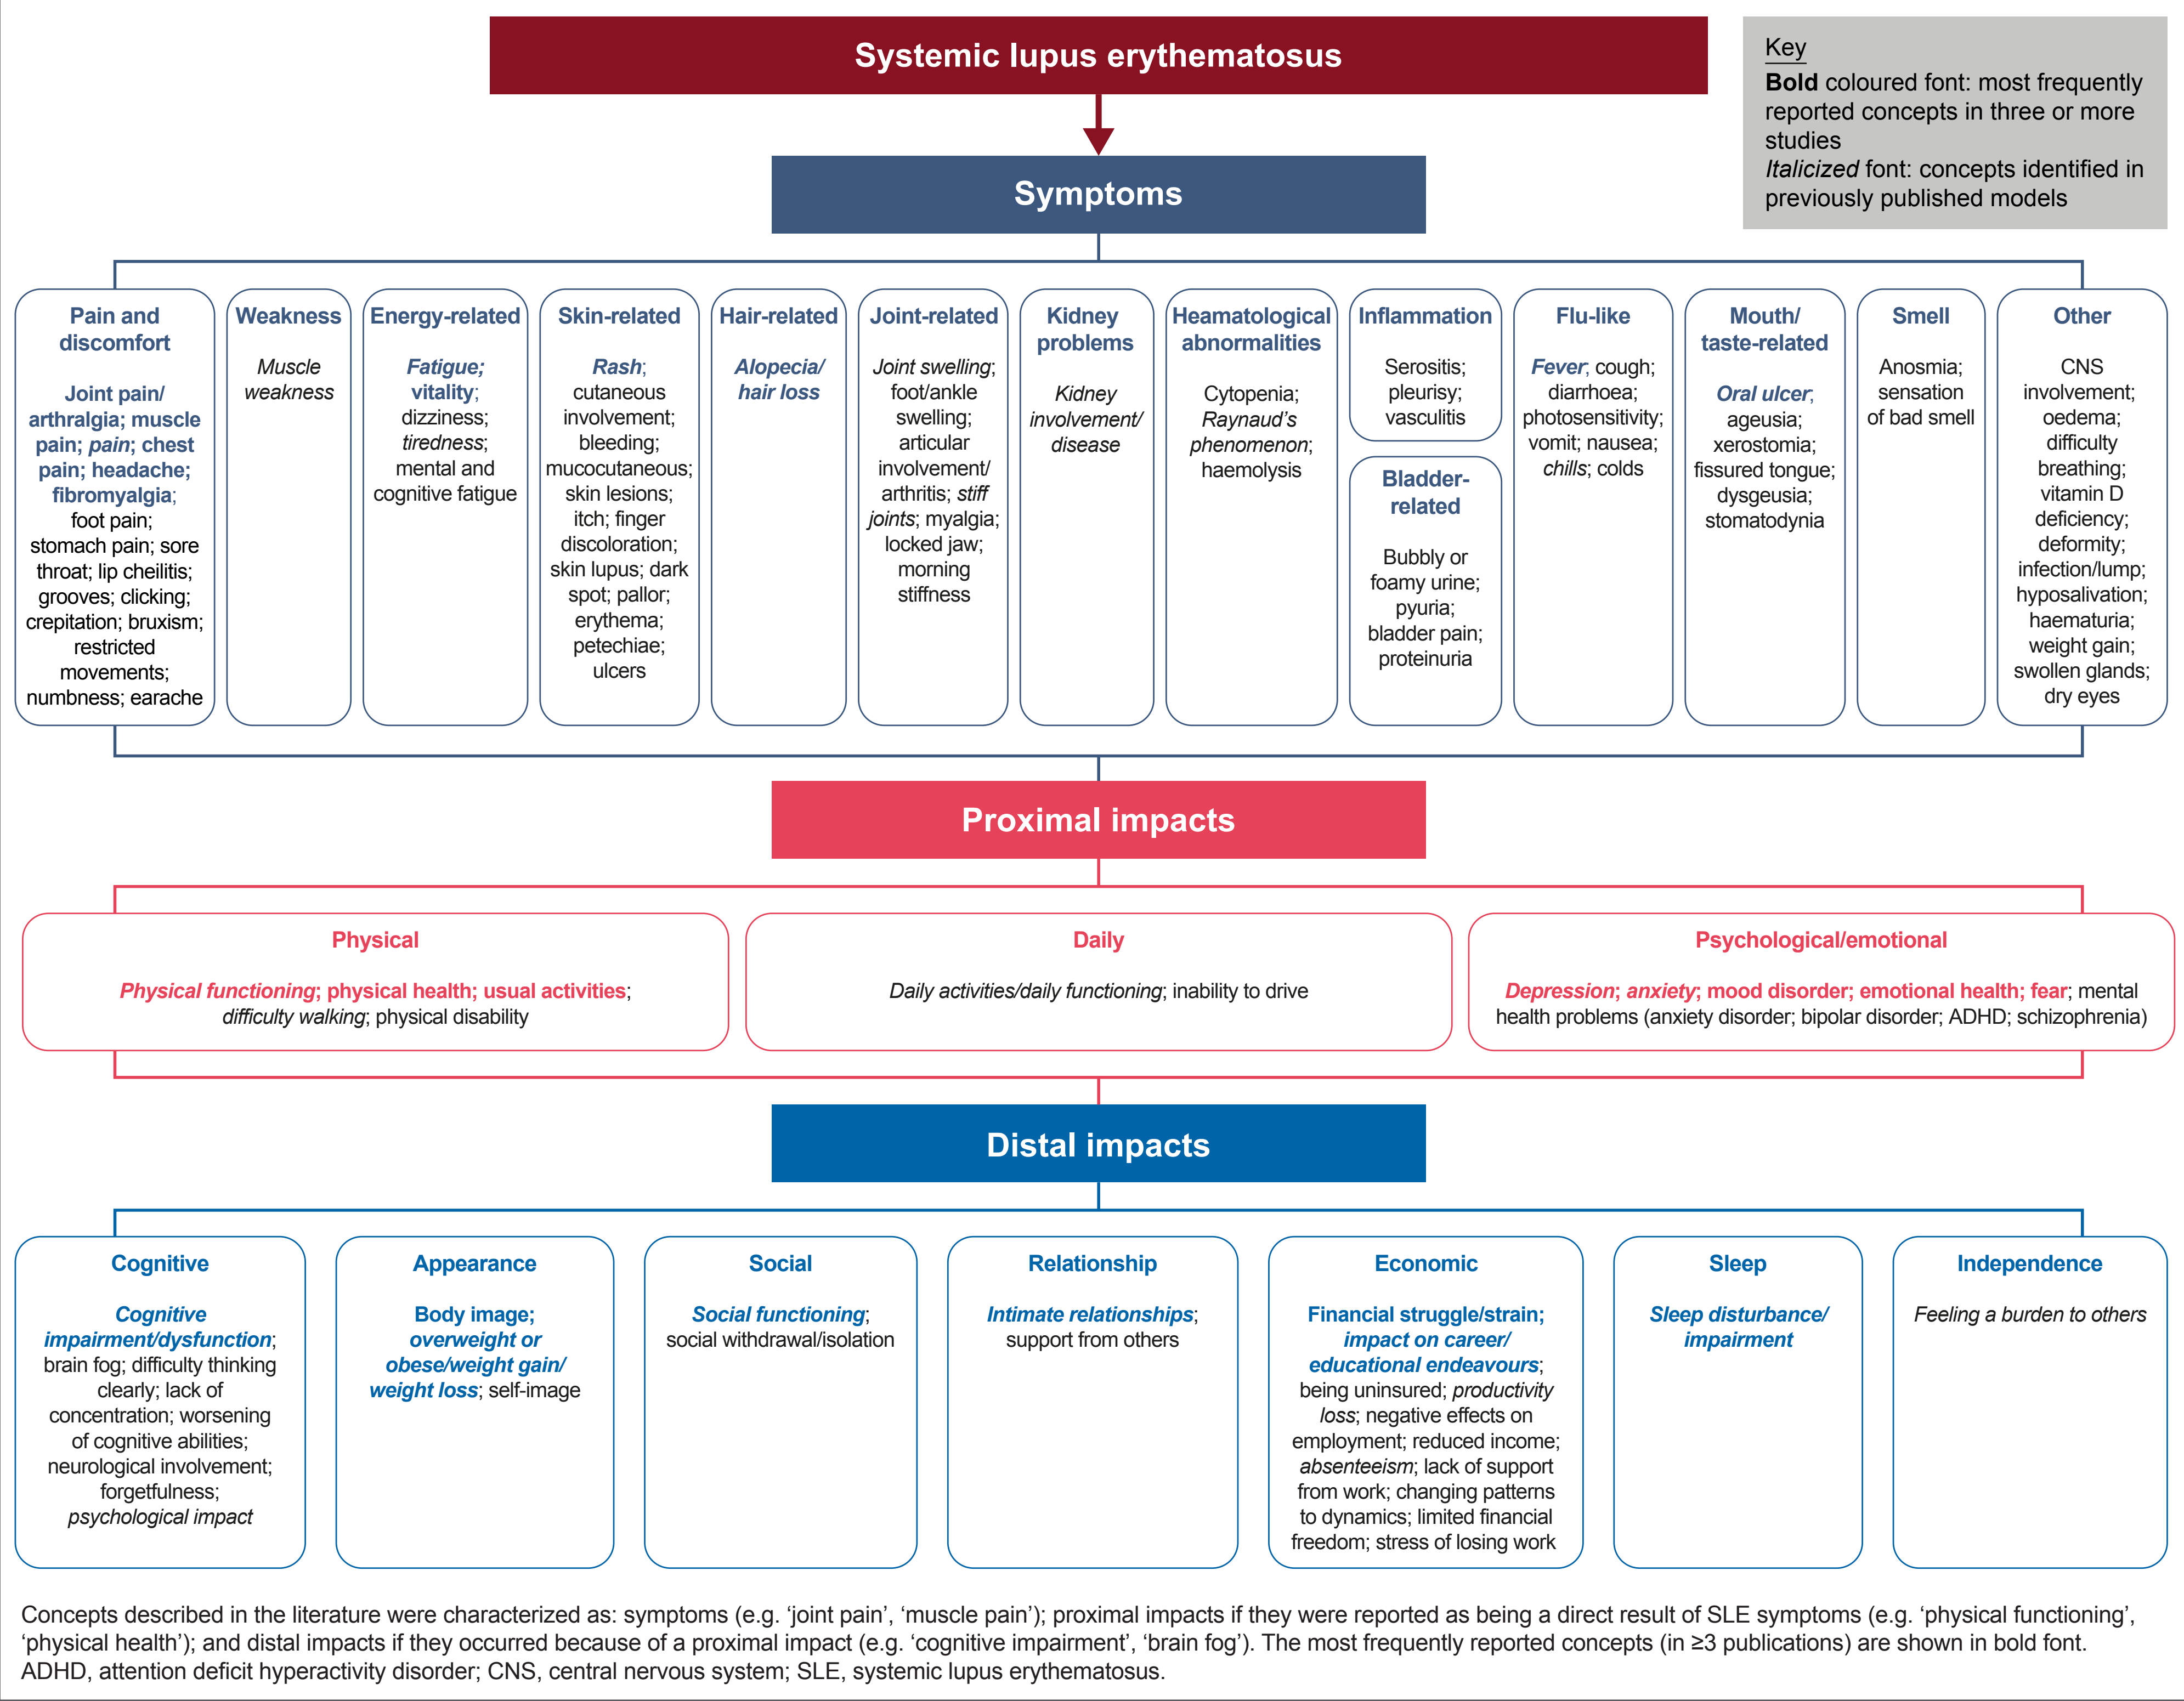 Systemic lupus erythematosus
Key
Bold coloured font: most frequently
reported concepts in three or more
studies
Italicized font: concepts identified in
previously published models
Symptoms
Pain and
discomfort
Joint pain/
arthralgia; muscle
pain; pain; chest
pain; headache;
fibromyalgia;
foot pain;
stomach pain; sore
throat; lip cheilitis;
grooves; clicking;
crepitation; bruxism;
restricted
movements;
numbness; earache
Weakness
Muscle
weakness
Energy-related
Fatigue;
vitality;
dizziness;
tiredness;
mental and
cognitive fatigue
Skin-related
Rash;
cutaneous
involvement;
bleeding;
mucocutaneous;
skin lesions;
itch; finger
discoloration;
skin lupus; dark
spot; pallor;
erythema;
petechiae;
ulcers
Hair-related
Alopecia/
hair loss
Joint-related
Joint swelling;
foot/ankle
swelling;
articular
involvement/
arthritis; stiff
joints; myalgia;
locked jaw;
morning
stiffness
Kidney
problems
Kidney
involvement/
disease
Heamatological
abnormalities
Cytopenia;
Raynaud’s
phenomenon;
haemolysis
Inflammation
Serositis;
pleurisy;
vasculitis
Bladder-
related
Bubbly or
foamy urine;
pyuria;
bladder pain;
proteinuria
Flu-like
Fever; cough;
diarrhoea;
photosensitivity;
vomit; nausea;
chills; colds
Mouth/
taste-related
Oral ulcer;
ageusia;
xerostomia;
fissured tongue;
dysgeusia;
stomatodynia
Smell
Anosmia;
sensation
of bad smell
Other
CNS
involvement;
oedema;
difficulty
breathing;
vitamin D
deficiency;
deformity;
infection/lump;
hyposalivation;
haematuria;
weight gain;
swollen glands;
dry eyes
Proximal impacts
Physical
Physical functioning; physical health; usual activities;
difficulty walking; physical disability
Daily
Daily activities/daily functioning; inability to drive
Psychological/emotional
Depression; anxiety; mood disorder; emotional health; fear; mental
health problems (anxiety disorder; bipolar disorder; ADHD; schizophrenia)
Distal impacts
Cognitive
Cognitive
impairment/dysfunction;
brain fog; difficulty thinking
clearly; lack of
concentration; worsening
of cognitive abilities;
neurological involvement;
forgetfulness;
psychological impact
Appearance
Body image;
overweight or
obese/weight gain/
weight loss; self-image
Social
Social functioning;
social withdrawal/isolation
Relationship
Intimate relationships;
support from others
Economic
Financial struggle/strain;
impact on career/
educational endeavours;
being uninsured; productivity
loss; negative effects on
employment; reduced income;
absenteeism; lack of support
from work; changing patterns
to dynamics; limited financial
freedom; stress of losing work
Sleep
Sleep disturbance/
impairment
Independence
Feeling a burden to others
Concepts described in the literature were characterized as: symptoms (e.g. ‘joint pain’, ‘muscle pain’); proximal impacts if they were reported as being a direct result of SLE symptoms (e.g. ‘physical functioning’,
‘physical health’); and distal impacts if they occurred because of a proximal impact (e.g. ‘cognitive impairment’, ‘brain fog’). The most frequently reported concepts (in ≥3 publications) are shown in bold font.
ADHD, attention deficit hyperactivity disorder; CNS, central nervous system; SLE, systemic lupus erythematosus.